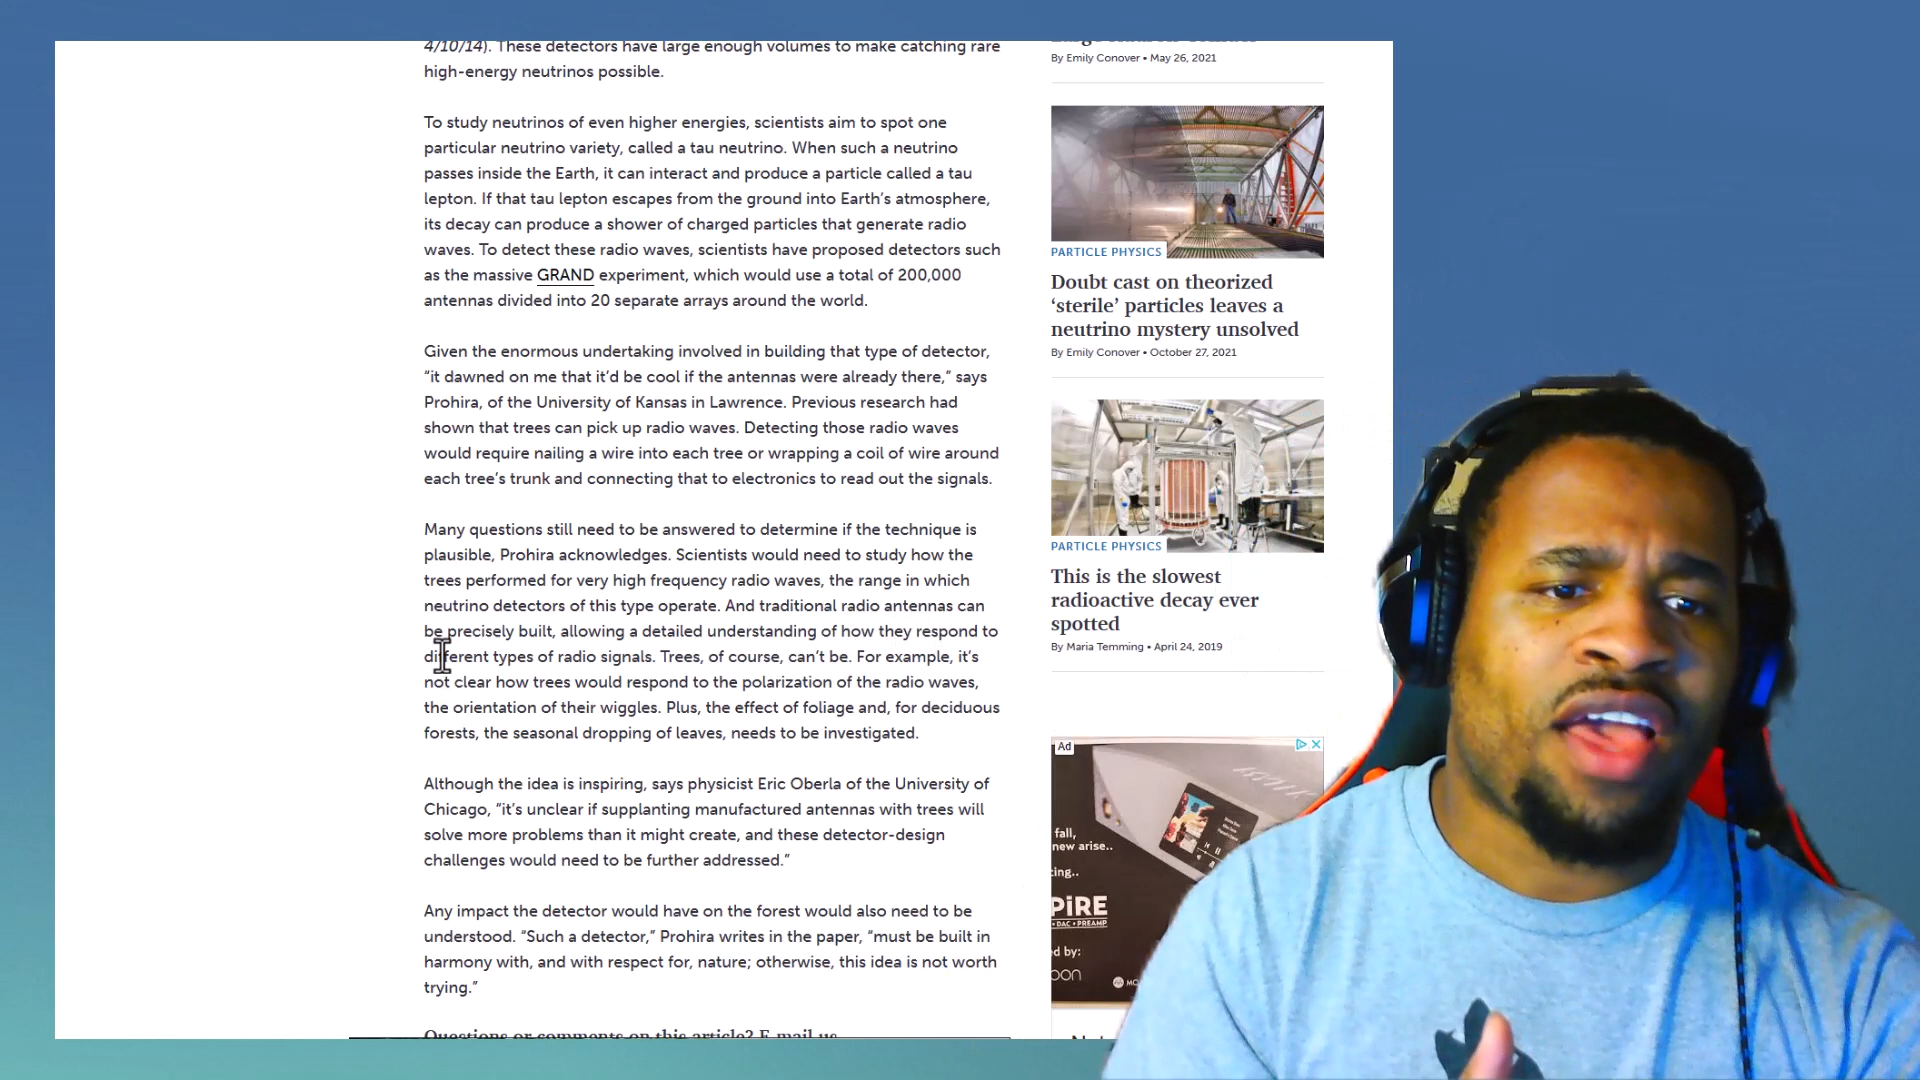 4/10/14). These detectors have large enough volumes to make catching rare
high-energy neutrinos possible.
To study neutrinos of even higher energies, scientists aim to spot one
particular neutrino variety, called a tau neutrino. When such a neutrino
passes inside the Earth, it can interact and produce a particle called a tau
lepton. If that tau lepton escapes from the ground into Earth’s atmosphere,
its decay can produce a shower of charged particles that generate radio
waves. To detect these radio waves, scientists have proposed detectors such
as the massive GRAND experiment, which would use a total of 200,000
antennas divided into 20 separate arrays around the world.
Given the enormous undertaking involved in building that type of detector,
“it dawned on me that it’d be cool if the antennas were already there,” says
Prohira, of the University of Kansas in Lawrence. Previous research had
shown that trees can pick up radio waves. Detecting those radio waves
would require nailing a wire into each tree or wrapping a coil of wire around
each tree’s trunk and connecting that to electronics to read out the signals.
Many questions still need to be answered to determine if the technique is
plausible, Prohira acknowledges. Scientists would need to study how the
trees performed for very high frequency radio waves, the range in which
neutrino detectors of this type operate. And traditional radio antennas can
be precisely built, allowing a detailed understanding of how they respond to
different types of radio signals. Trees, of course, can’t be. For example, it’s
not clear how trees would respond to the polarization of the radio waves,
the orientation of their wiggles. Plus, the effect of foliage and, for deciduous
forests, the seasonal dropping of leaves, needs to be investigated.
Although the idea is inspiring, says physicist Eric Oberla of the University of
Chicago, “it’s unclear if supplanting manufactured antennas with trees will
solve more problems than it might create, and these detector-design
challenges would need to be further addressed.”
Any impact the detector would have on the forest would also need to be
understood. “Such a detector,” Prohira writes in the paper, “must be built in
harmony with, and with respect for, nature; otherwise, this idea is not worth
trying.”
Questions or comments on this article? E-mail us
By Emily Conover • May 26, 2021
PARTICLE PHYSICS
Doubt cast on theorized
‘sterile’ particles leaves a
neutrino mystery unsolved
By Emily Conover • October 27, 2021
PARTICLE PHYSICS
This is the slowest
radioactive decay ever
spotted
By Maria Temming • April 24, 2019
Ad
fall,
new arise..
ing..
PiRE
• DAC • PREAMP
d by:
oon